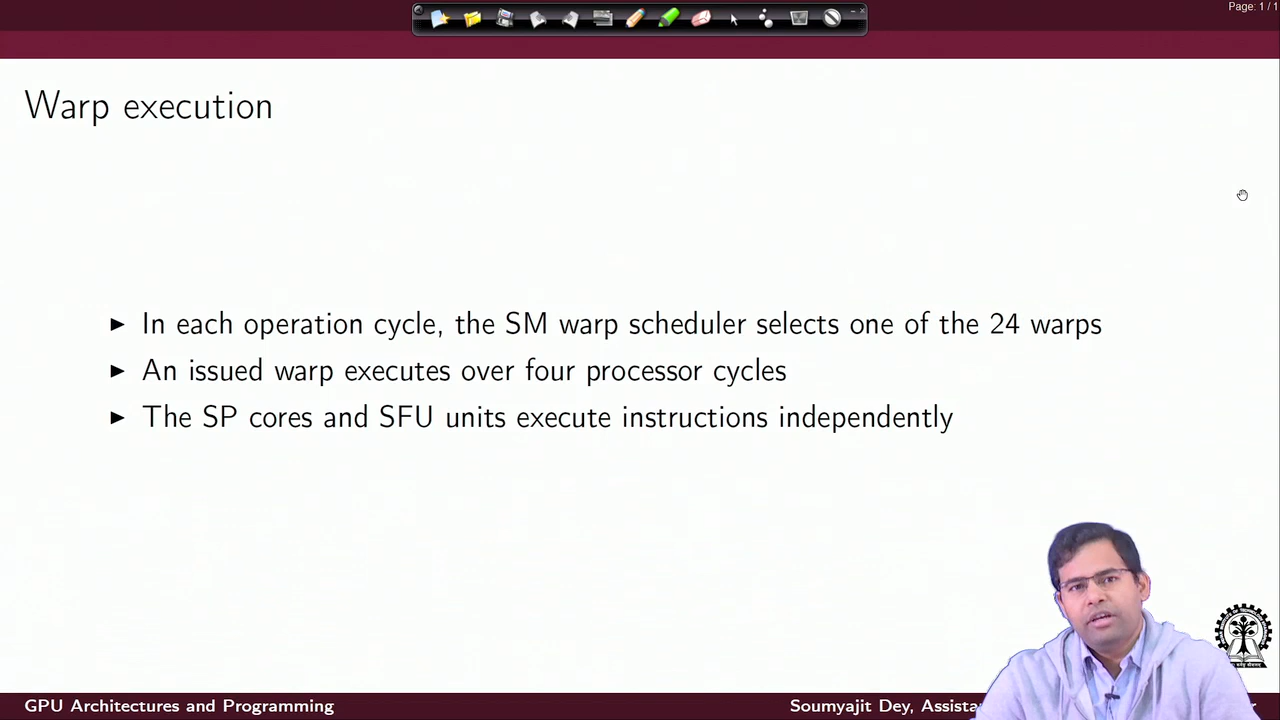 Page: 1 / 1
Warp execution
► In each operation cycle, the SM warp scheduler selects one of the 24 warps
► An issued warp executes over four processor cycles
► The SP cores and SFU units execute instructions independently
GPU Architectures and Programming
Soumyajit Dey,